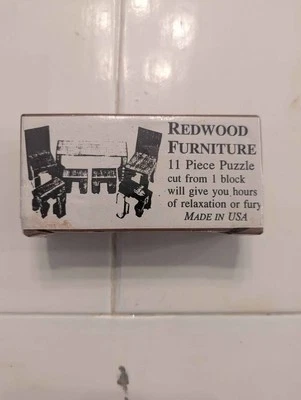 REDWOOD
FURNITURE
11 Piece Puzzle
cut from 1 block
will give you hours
of relaxation or fury
MADE IN USA